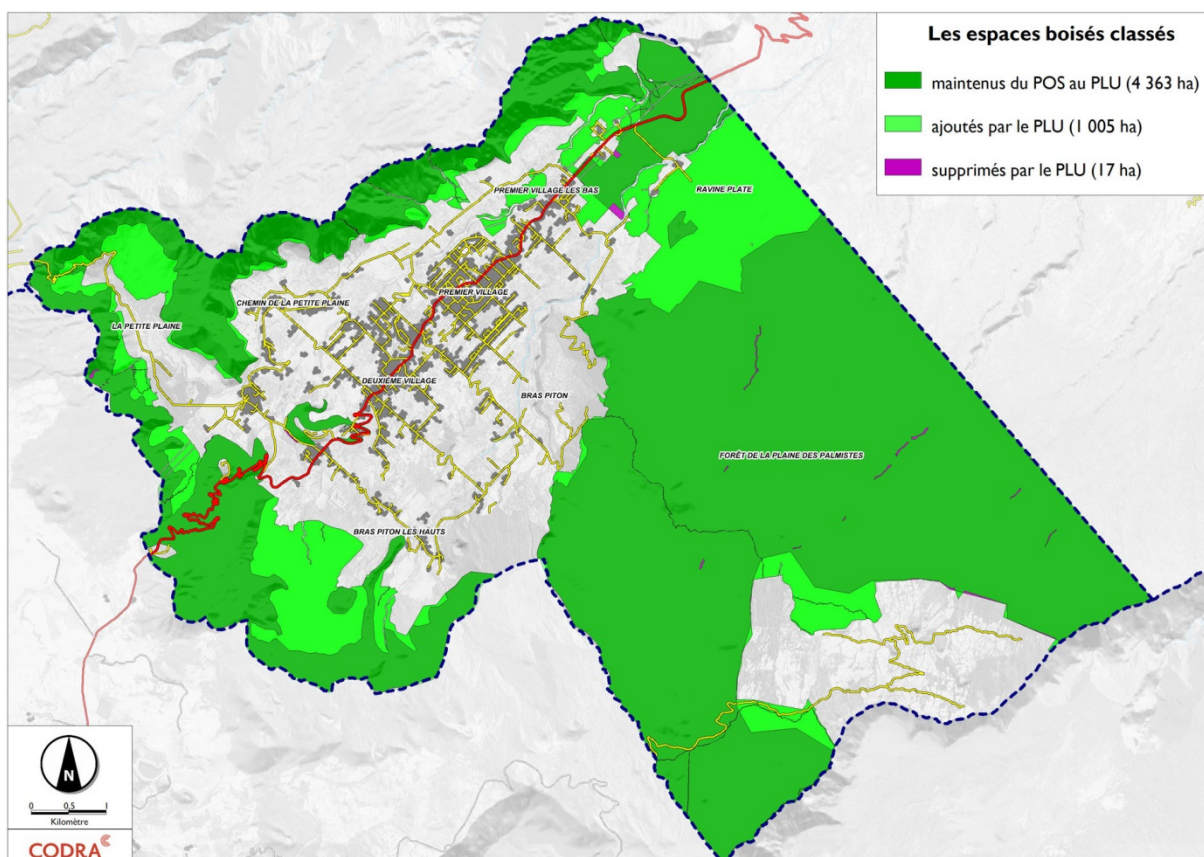 Les espaces boisés classés
maintenus du POS au PLU (4 363 ha)
ajoutés par le PLU (1 005 ha)
supprimés par le PLU (17 ha)
PREMIER VILLAGE LES BAS
RAVINE PLATE
PREMIER VILLAGE
CHEMIN DE LA PETITE PLAINE
LA PETITE PLAINE
DEUXIEME VILLAGE
BRAS PITON
FORÊT DE LA PLAINE DES PALMISTES
BRAS PITON LES HAUTS
N
0 0,5 1
Kilomètre
CODRA